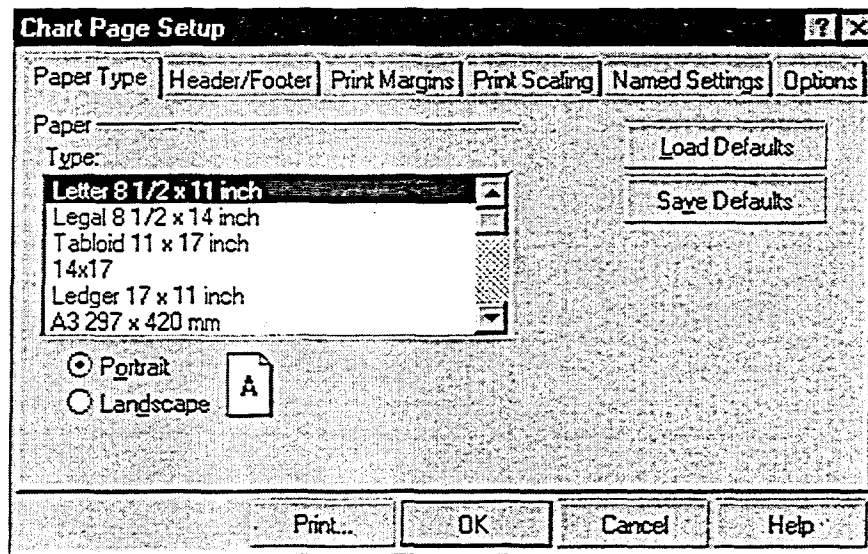 Chart Page Setup ? ×
Paper Type Header/Footer Print Margins Print Scaling Named Settings Options
Paper
Type:
Load Defaults
Letter 8 1/2 x 11 inch
Save Defaults
Legal 8 1/2 x 14 inch
Tabloid 11 x 17 inch
14x17
Ledger 17 x 11 inch
A3 297 x 420 mm
Portrait
A
Landscape
Print... OK Cancel Help